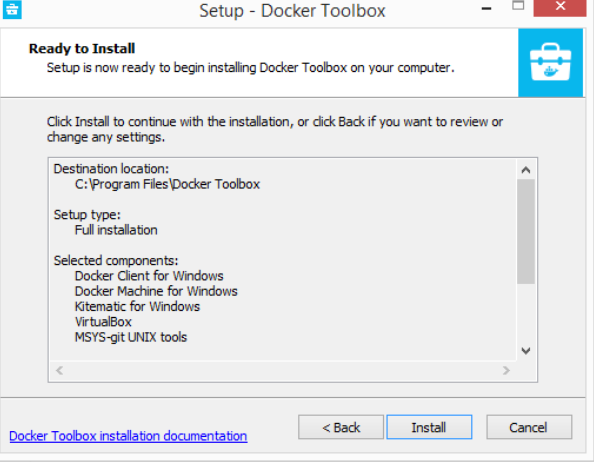 Setup - Docker Toolbox
Ready to Install
Setup is now ready to begin installing Docker Toolbox on your computer.
Click Install to continue with the installation, or click Back if you want to review or
change any settings.
Destination location:
C:\Program Files\Docker Toolbox
Setup type:
Full installation
Selected components:
Docker Client for Windows
Docker Machine for Windows
Kitematic for Windows
VirtualBox
MSYS-git UNIX tools
Docker Toolbox installation documentation
< Back
Install
Cancel